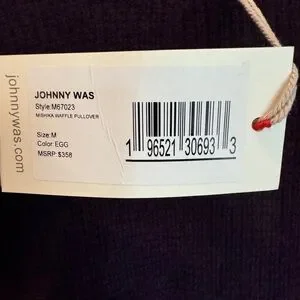 johnnywas.com
JOHNNY WAS
Style:M67023
MISHKA WAFFLE PULLOVER
Size:M
Color:EGG
MSRP:$358
1 96521 30693 3